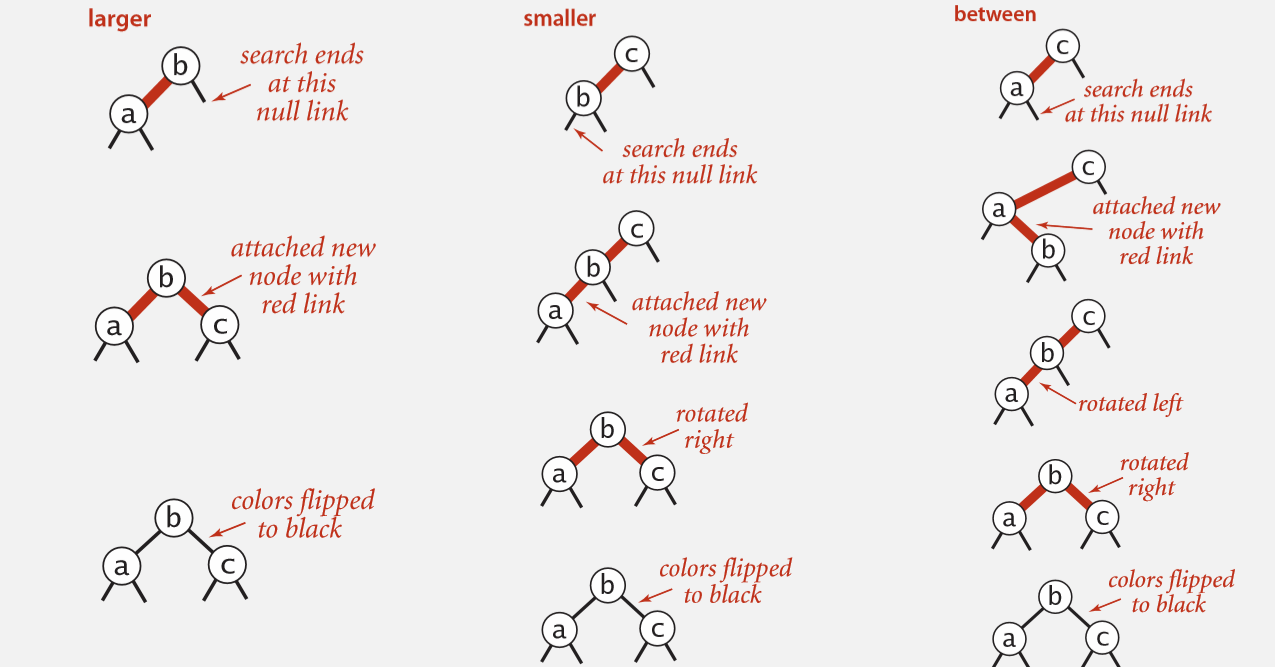 larger
b
a
search ends
at this
null link
b
a
c
attached new
node with
red link
b
a
c
colors flipped
to black
smaller
c
b
search ends
at this null link
c
b
a
attached new
node with
red link
b
a
c
rotated
right
b
a
c
colors flipped
to black
between
c
a
search ends
at this null link
c
a
b
attached new
node with
red link
c
b
a
rotated left
b
a
c
rotated
right
b
a
c
colors flipped
to black